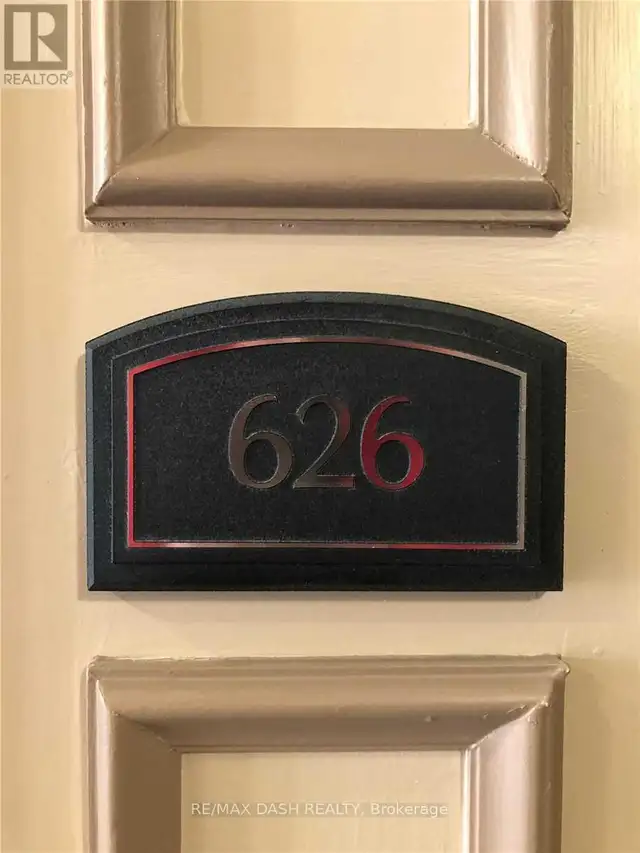 R
REALTOR®
626
RE/MAX DASH REALTY, Brokerage